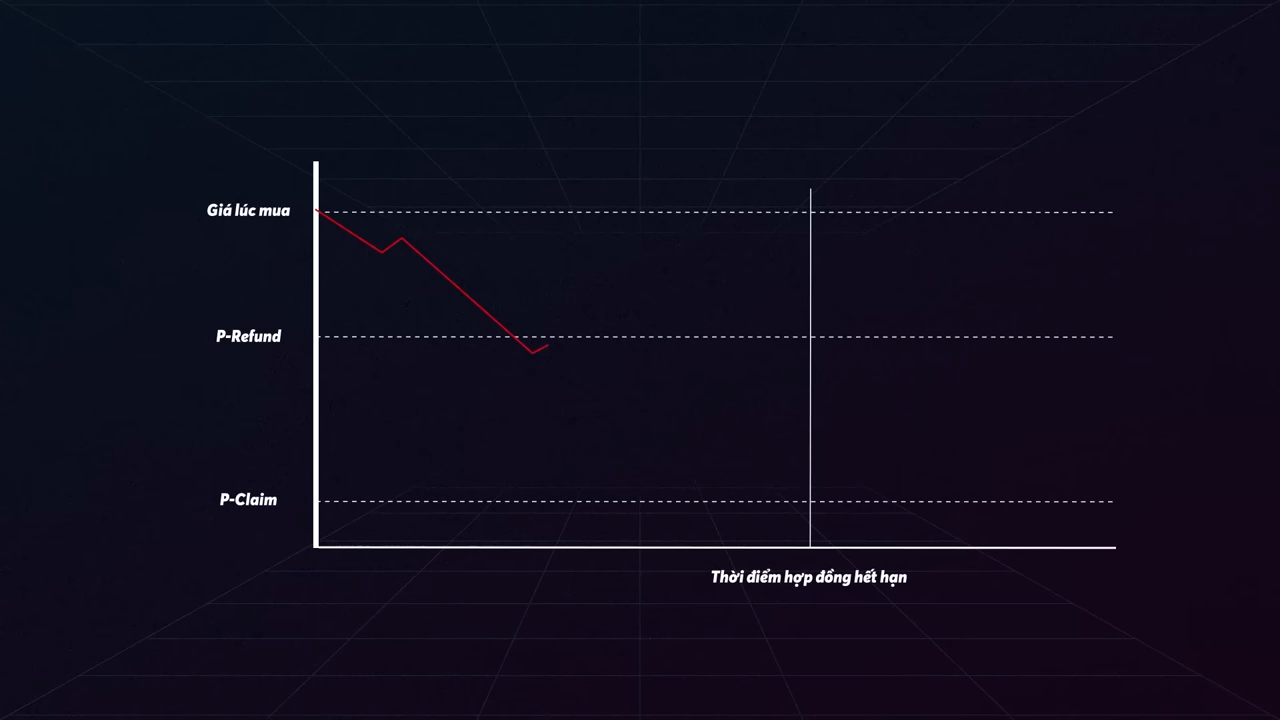 Giá lúc mua
P-Refund
P-Claim
Thời điểm hợp đồng hết hạn